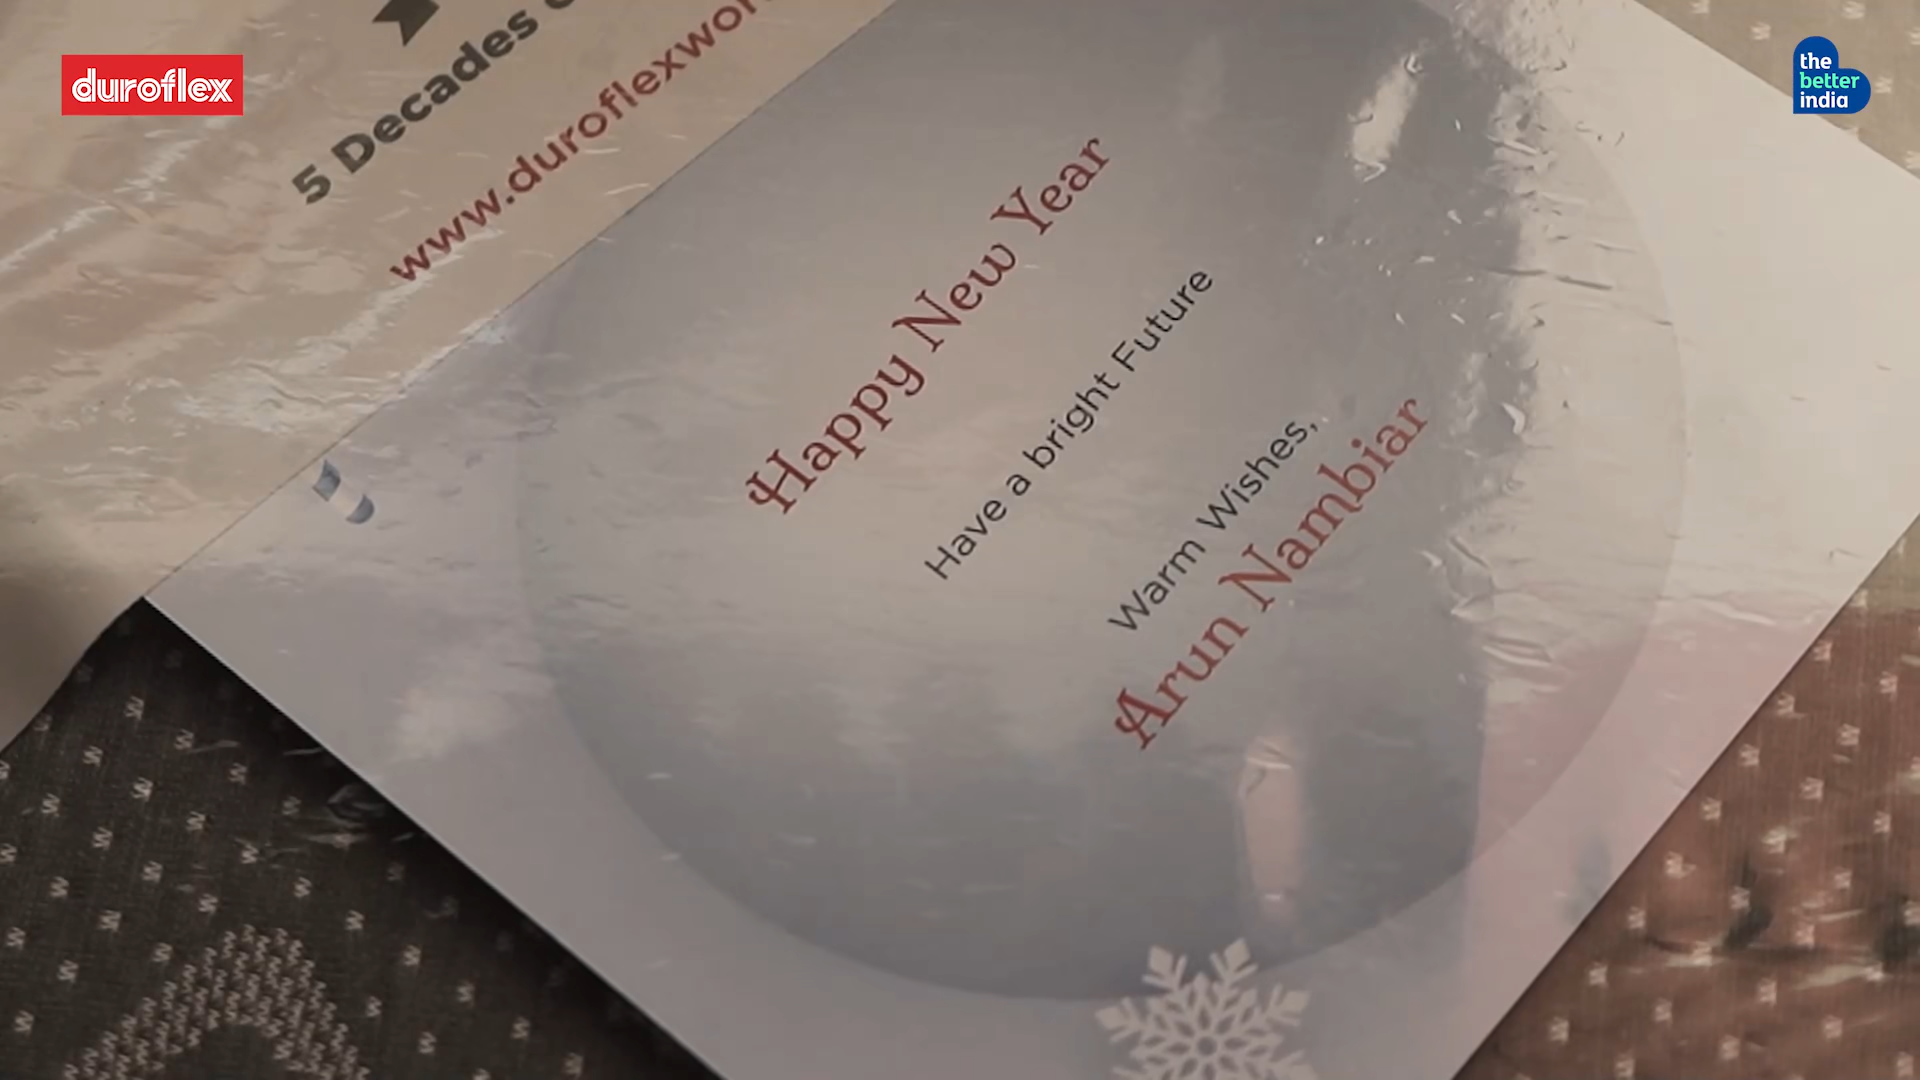 duroflex
the
better
india
5 Decades
www.duroflexwor
Happy New Year
Have a bright Future
Warm Wishes,
Arun Nambiar